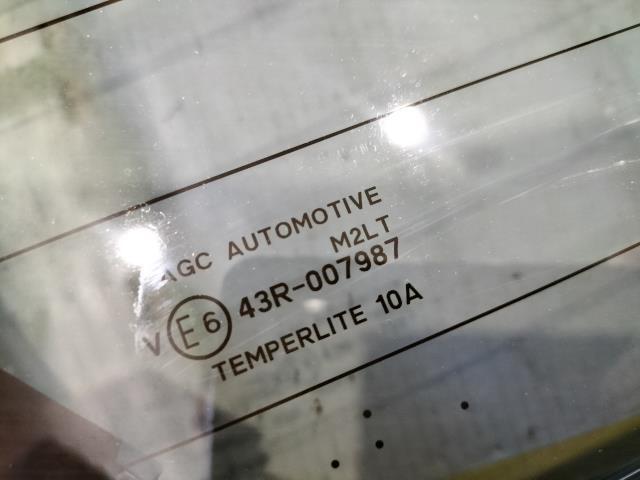 AGC AUTOMOTIVE
M2LT
V E6 43R-007987
TEMPERLITE 10A